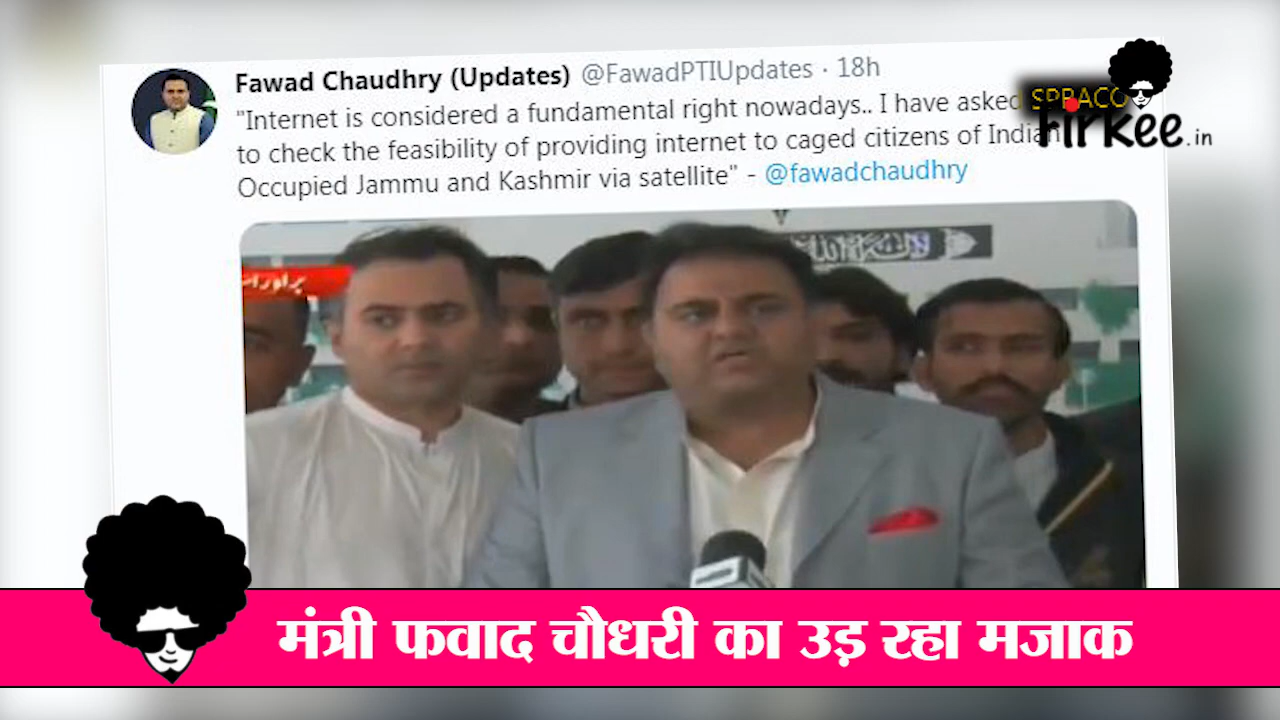 Fawad Chaudhry (Updates) @FawadPTIUpdates · 18h
"Internet is considered a fundamental right nowadays.. I have asked
to check the feasibility of providing internet to caged citizens of Indian
Occupied Jammu and Kashmir via satellite" - @fawadchaudhry
Firkee.in
मंत्री फवाद चौधरी का उड़ रहा मजाक